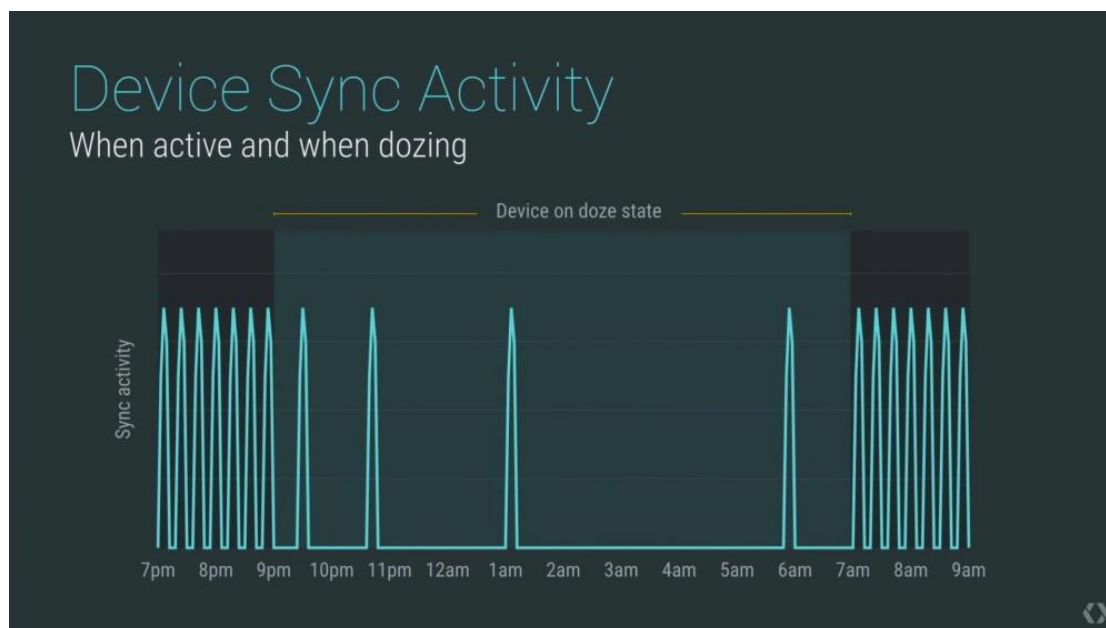 Device Sync Activity
When active and when dozing
Device on doze state
Sync activity
7pm 8pm 9pm 10pm 11pm 12am 1am 2am 3am 4am 5am 6am 7am 8am 9am